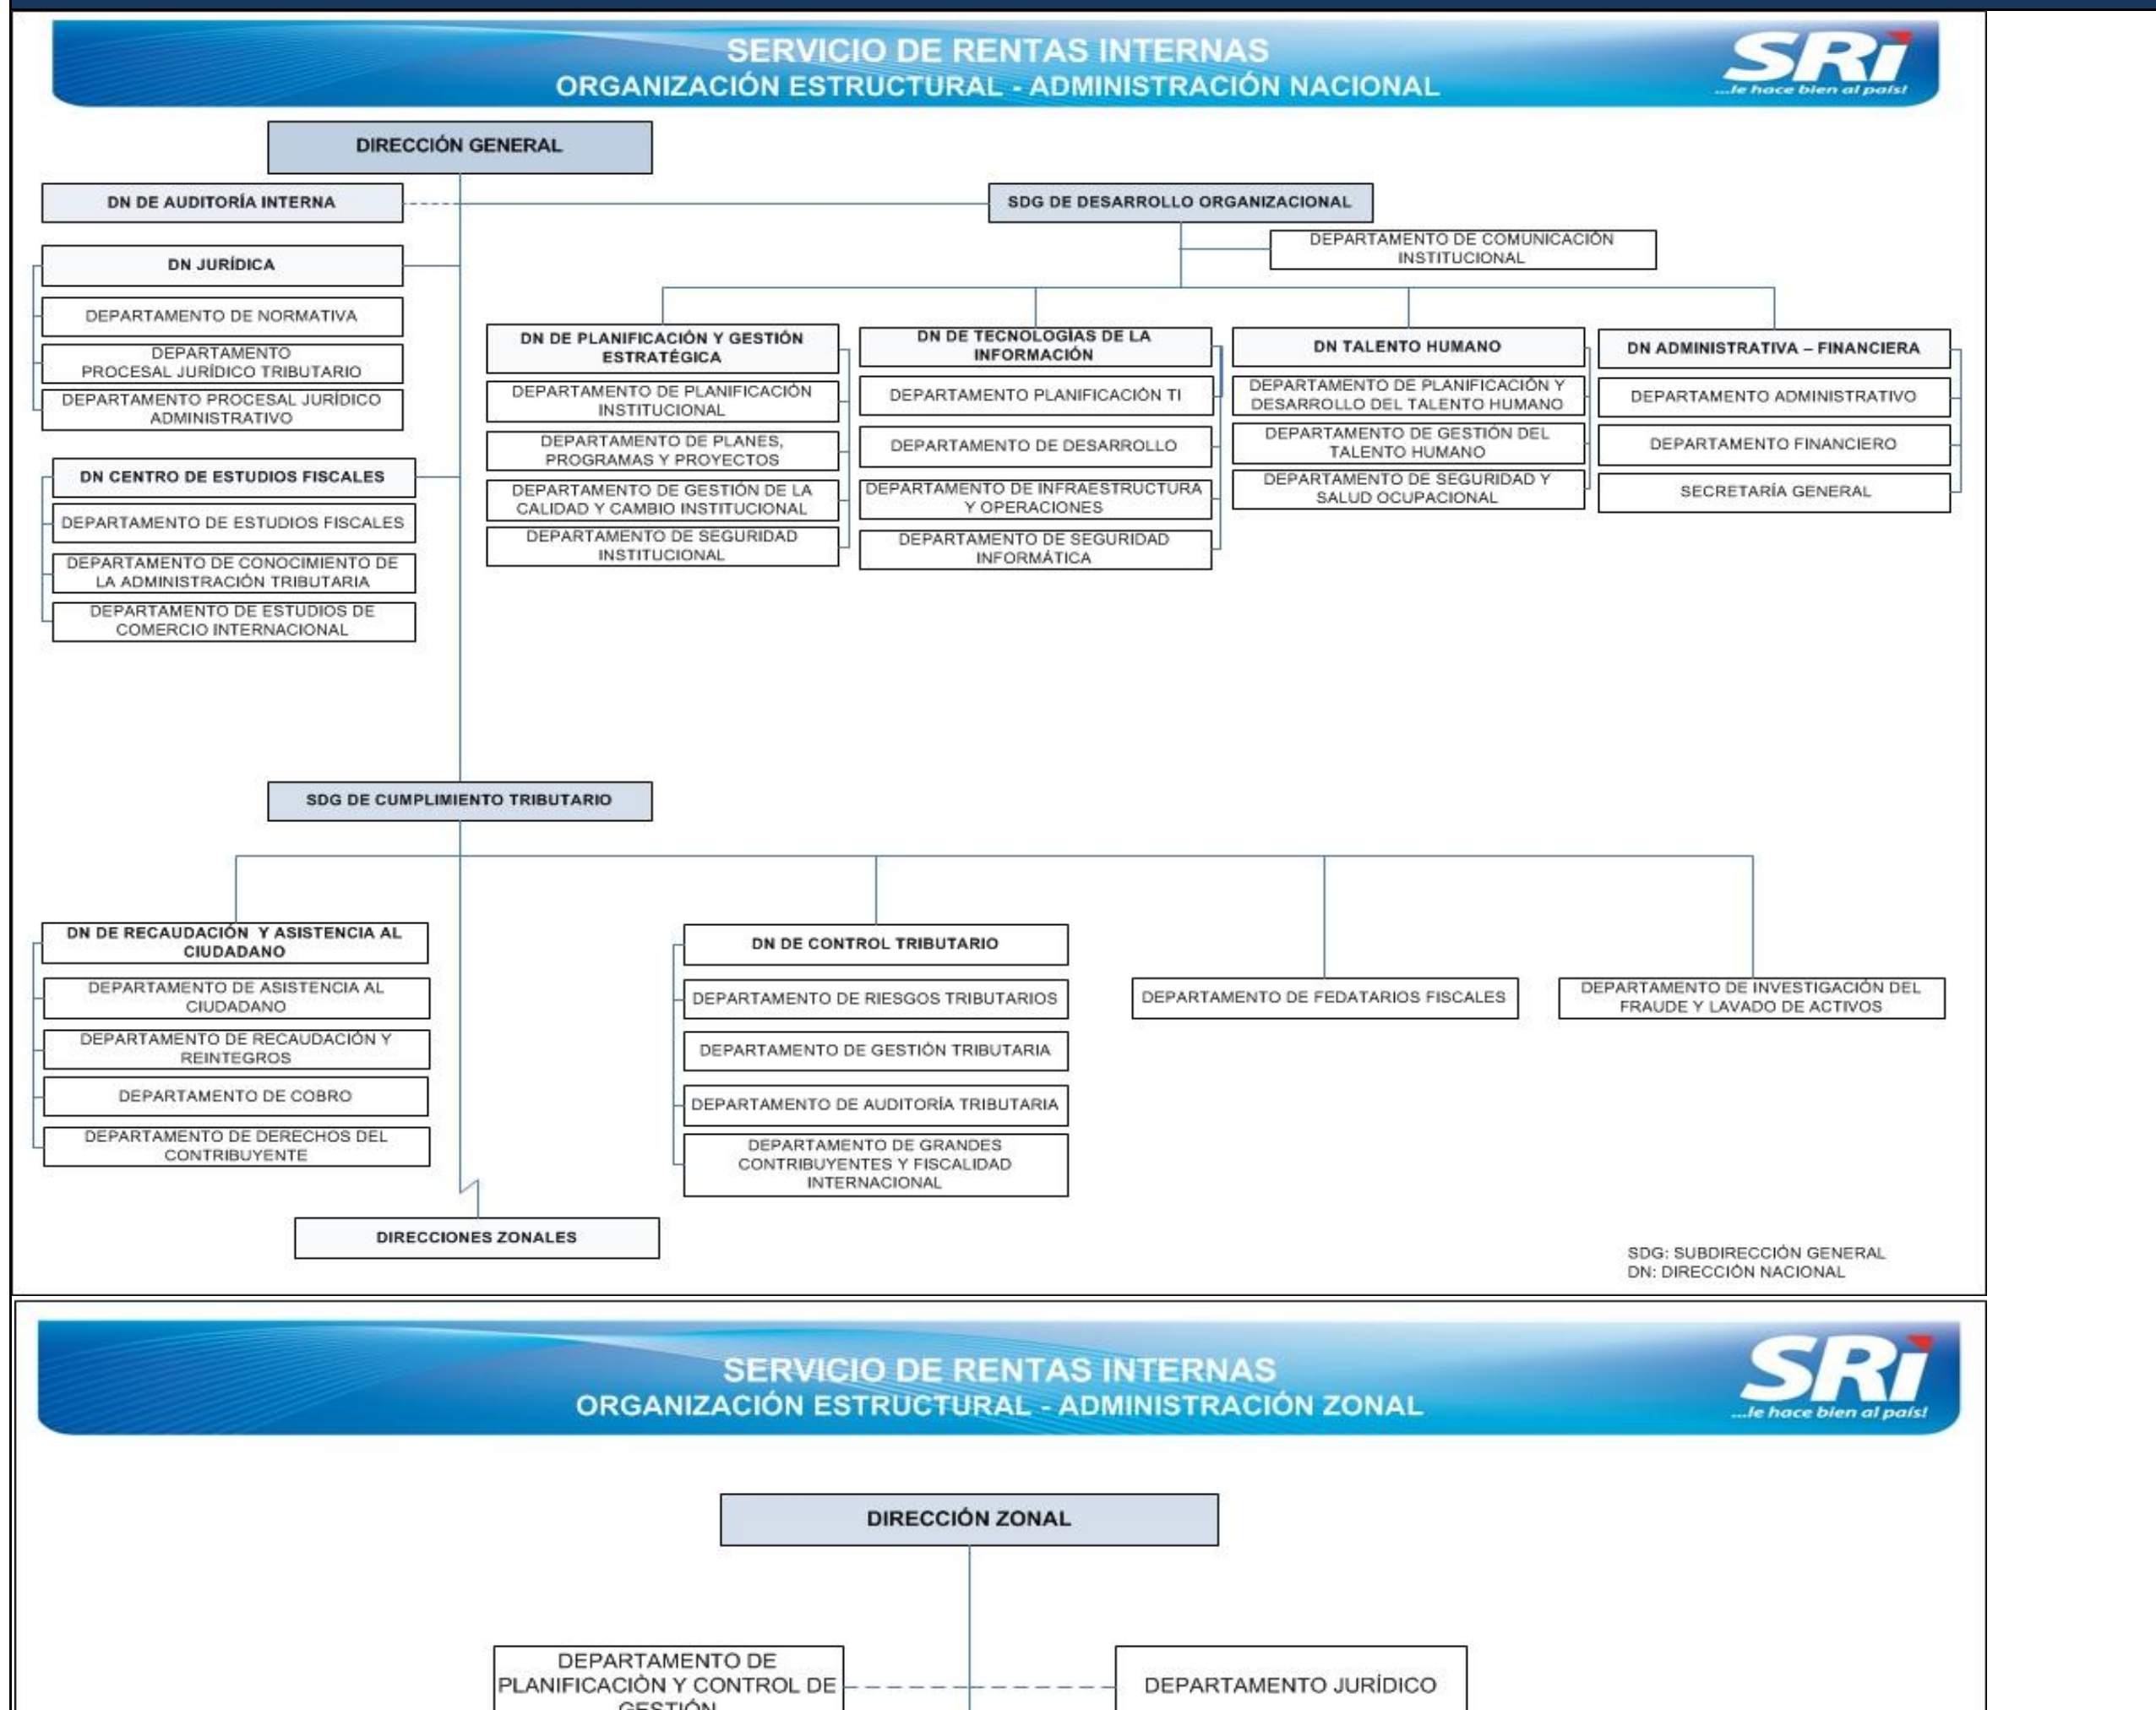 SERVICIO DE RENTAS INTERNAS
ORGANIZACIÓN ESTRUCTURAL - ADMINISTRACIÓN NACIONAL
SRi
...le hace bien al país!
DIRECCIÓN GENERAL
DN DE AUDITORÍA INTERNA
SDG DE DESARROLLO ORGANIZACIONAL
DEPARTAMENTO DE COMUNICACIÓN
INSTITUCIONAL
DN JURÍDICA
DEPARTAMENTO DE NORMATIVA
DEPARTAMENTO
PROCESAL JURÍDICO TRIBUTARIO
DEPARTAMENTO PROCESAL JURÍDICO
ADMINISTRATIVO
DN CENTRO DE ESTUDIOS FISCALES
DEPARTAMENTO DE ESTUDIOS FISCALES
DEPARTAMENTO DE CONOCIMIENTO DE
LA ADMINISTRACIÓN TRIBUTARIA
DEPARTAMENTO DE ESTUDIOS DE
COMERCIO INTERNACIONAL
DN DE PLANIFICACIÓN Y GESTIÓN
ESTRATÉGICA
DEPARTAMENTO DE PLANIFICACIÓN
INSTITUCIONAL
DEPARTAMENTO DE PLANES,
PROGRAMAS Y PROYECTOS
DEPARTAMENTO DE GESTIÓN DE LA
CALIDAD Y CAMBIO INSTITUCIONAL
DEPARTAMENTO DE SEGURIDAD
INSTITUCIONAL
DN DE TECNOLOGÍAS DE LA
INFORMACIÓN
DEPARTAMENTO PLANIFICACIÓN TI
DEPARTAMENTO DE DESARROLLO
DEPARTAMENTO DE INFRAESTRUCTURA
Y OPERACIONES
DEPARTAMENTO DE SEGURIDAD
INFORMÁTICA
DN TALENTO HUMANO
DEPARTAMENTO DE PLANIFICACIÓN Y
DESARROLLO DEL TALENTO HUMANO
DEPARTAMENTO DE GESTIÓN DEL
TALENTO HUMANO
DEPARTAMENTO DE SEGURIDAD Y
SALUD OCUPACIONAL
DN ADMINISTRATIVA – FINANCIERA
DEPARTAMENTO ADMINISTRATIVO
DEPARTAMENTO FINANCIERO
SECRETARÍA GENERAL
SDG DE CUMPLIMIENTO TRIBUTARIO
DN DE RECAUDACIÓN Y ASISTENCIA AL
CIUDADANO
DEPARTAMENTO DE ASISTENCIA AL
CIUDADANO
DEPARTAMENTO DE RECAUDACIÓN Y
REINTEGROS
DEPARTAMENTO DE COBRO
DEPARTAMENTO DE DERECHOS DEL
CONTRIBUYENTE
DN DE CONTROL TRIBUTARIO
DEPARTAMENTO DE RIESGOS TRIBUTARIOS
DEPARTAMENTO DE GESTIÓN TRIBUTARIA
DEPARTAMENTO DE AUDITORÍA TRIBUTARIA
DEPARTAMENTO DE GRANDES
CONTRIBUYENTES Y FISCALIDAD
INTERNACIONAL
DEPARTAMENTO DE FEDATARIOS FISCALES
DEPARTAMENTO DE INVESTIGACIÓN DEL
FRAUDE Y LAVADO DE ACTIVOS
DIRECCIONES ZONALES
SDG: SUBDIRECCIÓN GENERAL
DN: DIRECCIÓN NACIONAL
SERVICIO DE RENTAS INTERNAS
ORGANIZACIÓN ESTRUCTURAL - ADMINISTRACIÓN ZONAL
SRi
...le hace bien al país!
DIRECCIÓN ZONAL
DEPARTAMENTO DE
PLANIFICACIÓN Y CONTROL DE
GESTIÓN
DEPARTAMENTO JURÍDICO